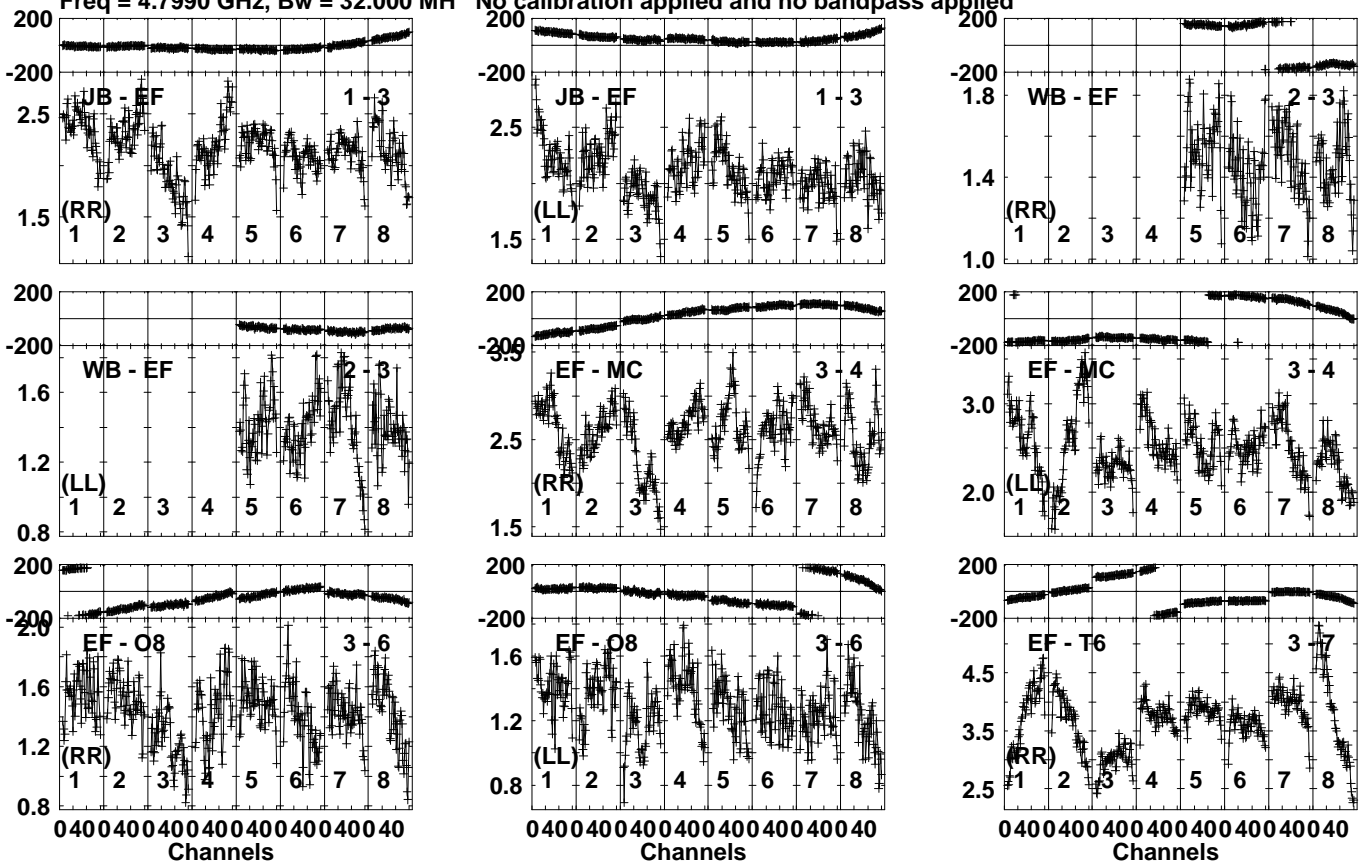 Freq = 4.7990 GHz, Bw = 32.000 MH No calibration applied and no bandpass applied
200
-200
JB - EF 1 - 3
2.5
1.5
(RR)
1 2 3 4 5 6 7 8
200
-200
JB - EF 1 - 3
2.5
1.5
(LL)
1 2 3 4 5 6 7 8
200
-200
WB - EF 2 - 3
1.8
1.4
1.0
(RR)
1 2 3 4 5 6 7 8
200
-200
WB - EF 2 - 3
1.6
1.2
0.8
(LL)
1 2 3 4 5 6 7 8
200
-200
3.5
EF - MC 3 - 4
2.5
1.5
(RR)
1 2 3 4 5 6 7 8
200
-200
EF - MC 3 - 4
3.0
2.0
(LL)
1 2 3 4 5 6 7 8
200
-200
2.0
EF - O8 3 - 6
1.6
1.2
0.8
(RR)
1 2 3 4 5 6 7 8
0 40 0 40 0 40 0 40 0 40 0 40 0 40 0 40
Channels
200
-200
EF - O8 3 - 6
1.6
1.2
0.8
(LL)
1 2 3 4 5 6 7 8
0 40 0 40 0 40 0 40 0 40 0 40 0 40 0 40
Channels
200
-200
EF - T6 3 - 7
4.5
3.5
2.5
(RR)
1 2 3 4 5 6 7 8
0 40 0 40 0 40 0 40 0 40 0 40 0 40 0 40
Channels